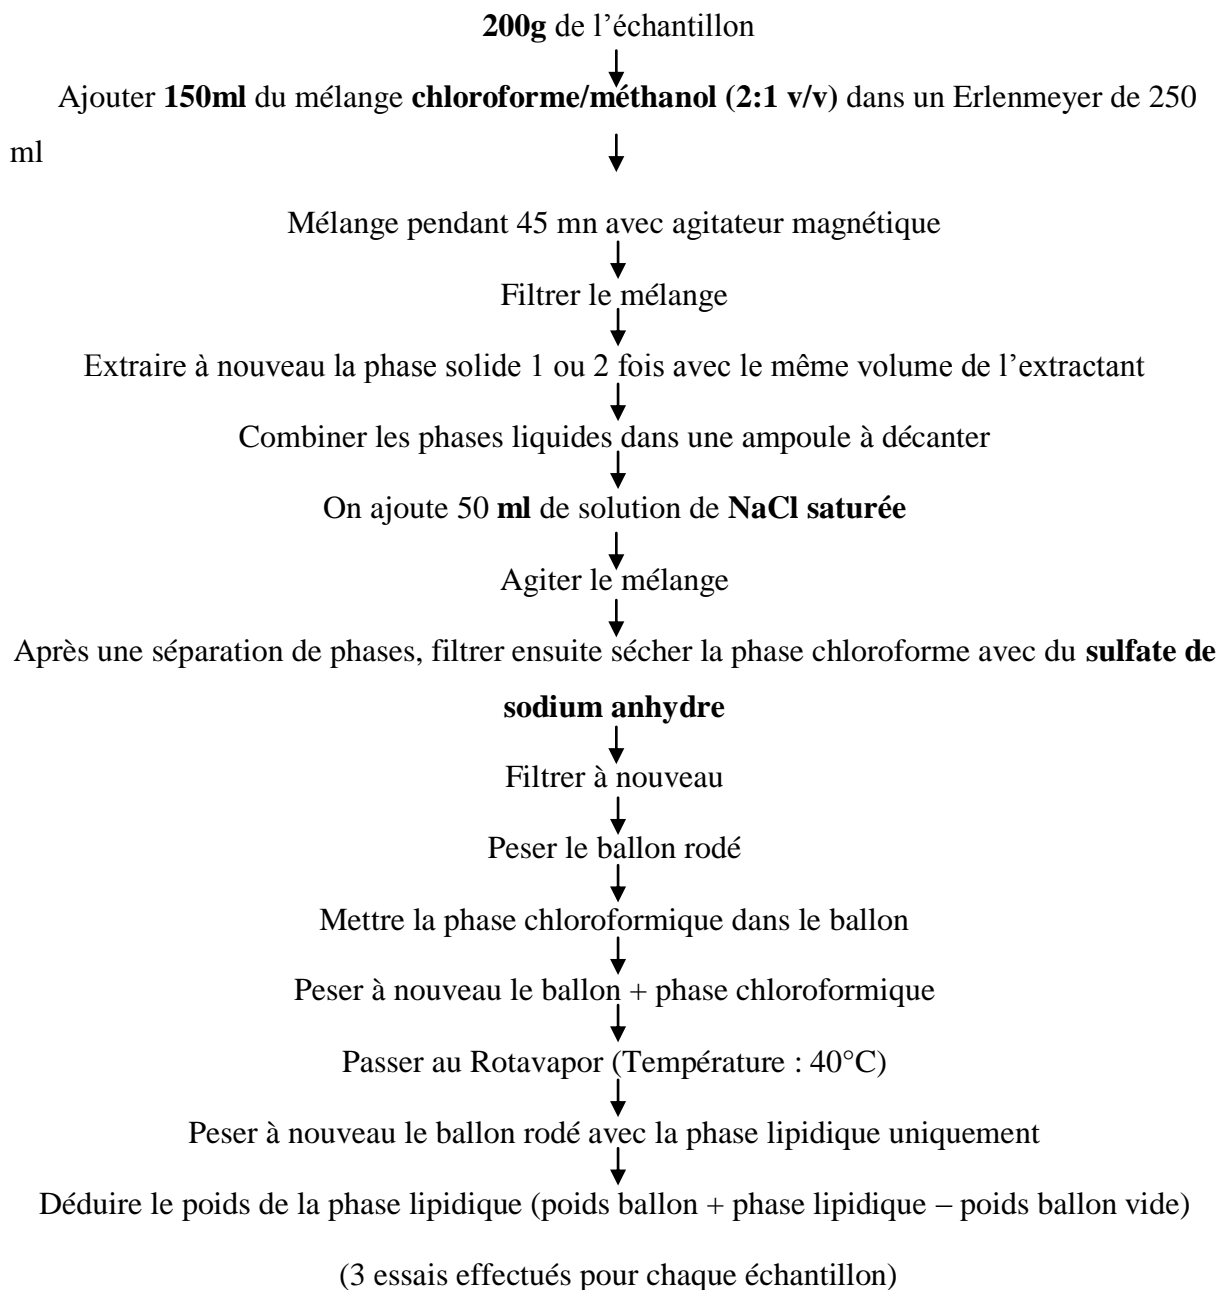 200g de l’échantillon
Ajouter 150ml du mélange chloroforme/méthanol (2:1 v/v) dans un Erlenmeyer de 250
ml
Mélange pendant 45 mn avec agitateur magnétique
Filtrer le mélange
Extraire à nouveau la phase solide 1 ou 2 fois avec le même volume de l’extractant
Combiner les phases liquides dans une ampoule à décanter
On ajoute 50 ml de solution de NaCl saturée
Agiter le mélange
Après une séparation de phases, filtrer ensuite sécher la phase chloroforme avec du sulfate de
sodium anhydre
Filtrer à nouveau
Peser le ballon rodé
Mettre la phase chloroformique dans le ballon
Peser à nouveau le ballon + phase chloroformique
Passer au Rotavapor (Température : 40°C)
Peser à nouveau le ballon rodé avec la phase lipidique uniquement
Déduire le poids de la phase lipidique (poids ballon + phase lipidique – poids ballon vide)
(3 essais effectués pour chaque échantillon)